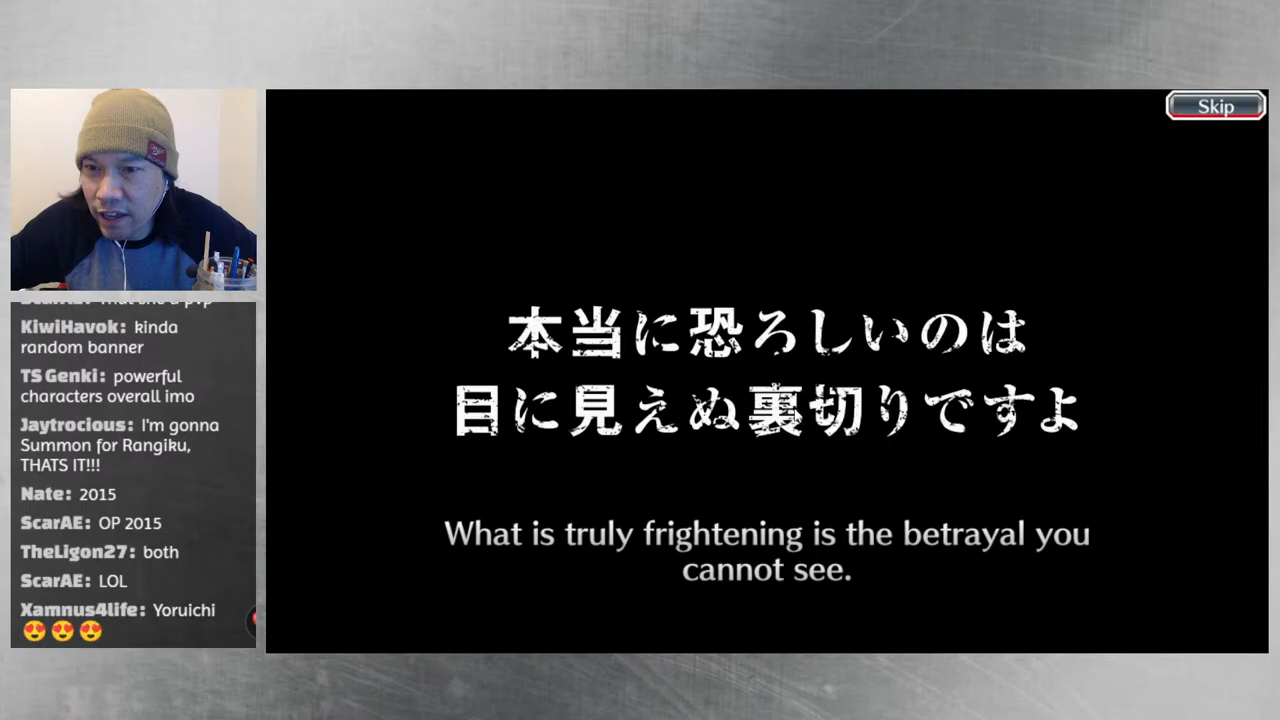 Skip
KiwiHavok: kinda
random banner
TS Genki: powerful
characters overall imo
Jaytrocious: I'm gonna
Summon for Rangiku,
THATS IT!!!
Nate: 2015
ScarAE: OP 2015
TheLigon27: both
ScarAE: LOL
Xamnus4life: Yoruichi
😍 😍 😍
本当に恐ろしいのは
目に見えぬ裏切りですよ
What is truly frightening is the betrayal you
cannot see.